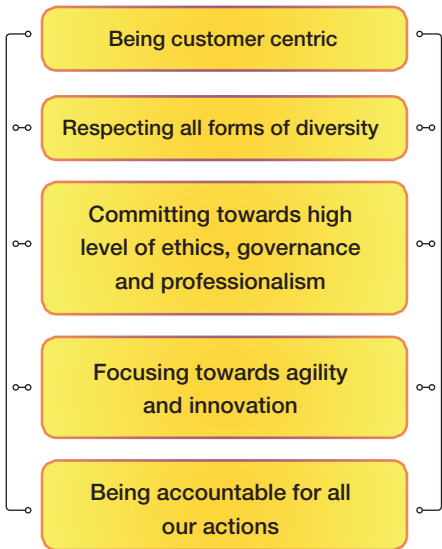 Being customer centric
Respecting all forms of diversity
Committing towards high
level of ethics, governance
and professionalism
Focusing towards agility
and innovation
Being accountable for all
our actions